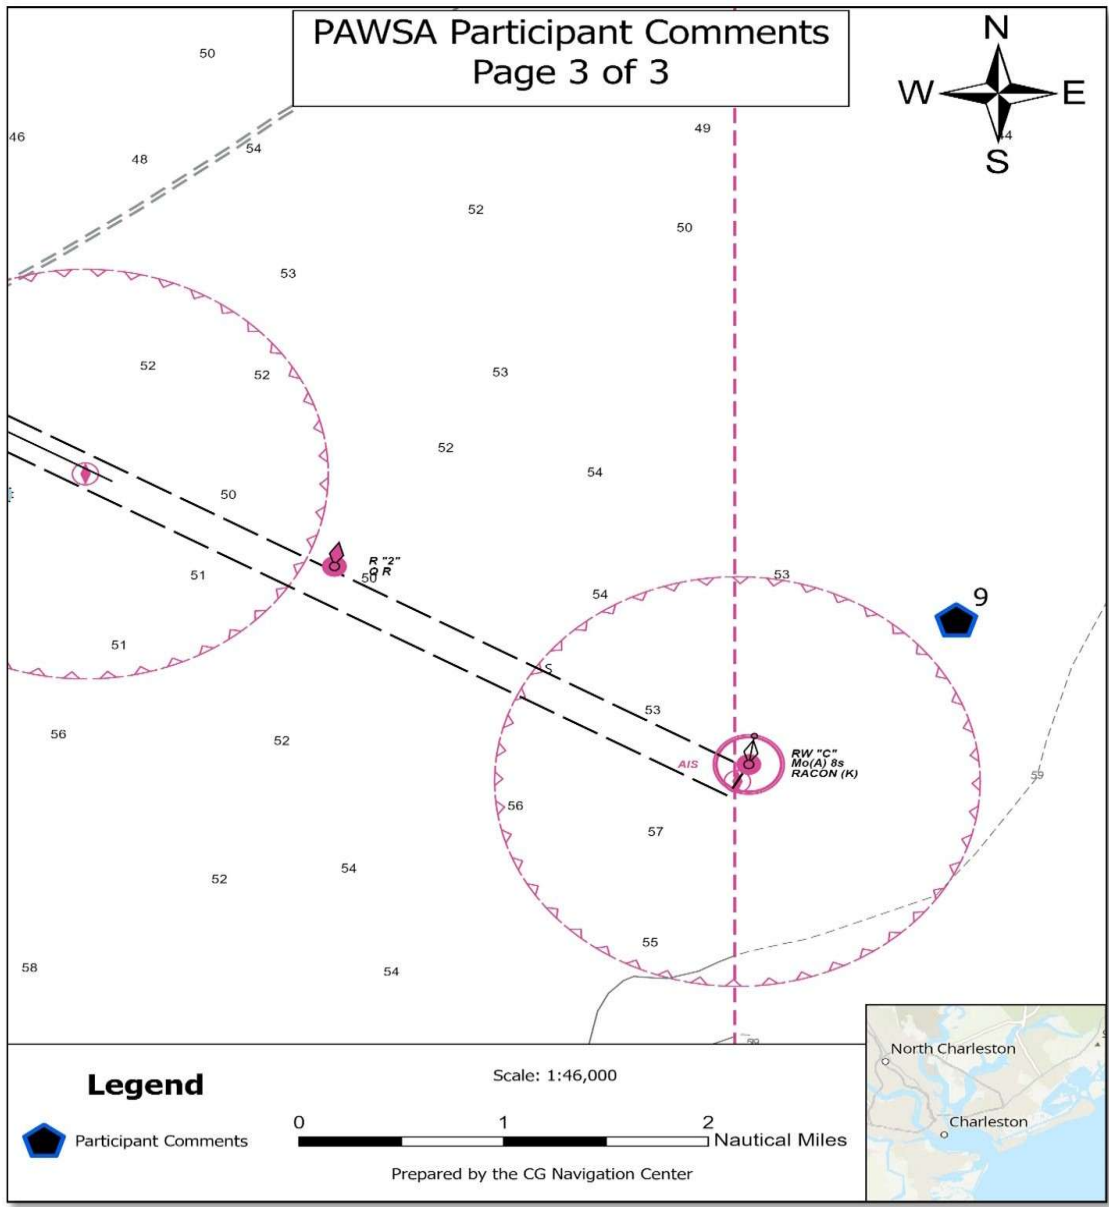 PAWSA Participant Comments
Page 3 of 3
N
W E
S
50
46
48
54
49
44
52
50
53
52
52
53
52
54
50
R "2"
Q R
50
51
53
54
9
51
S
53
56
52
AIS
RW "C"
Mo(A) 8s
RACON (K)
59
56
57
54
52
55
58
54
59
Legend
Participant Comments
Scale: 1:46,000
0 1 2
Nautical Miles
Prepared by the CG Navigation Center
North Charleston
Charleston